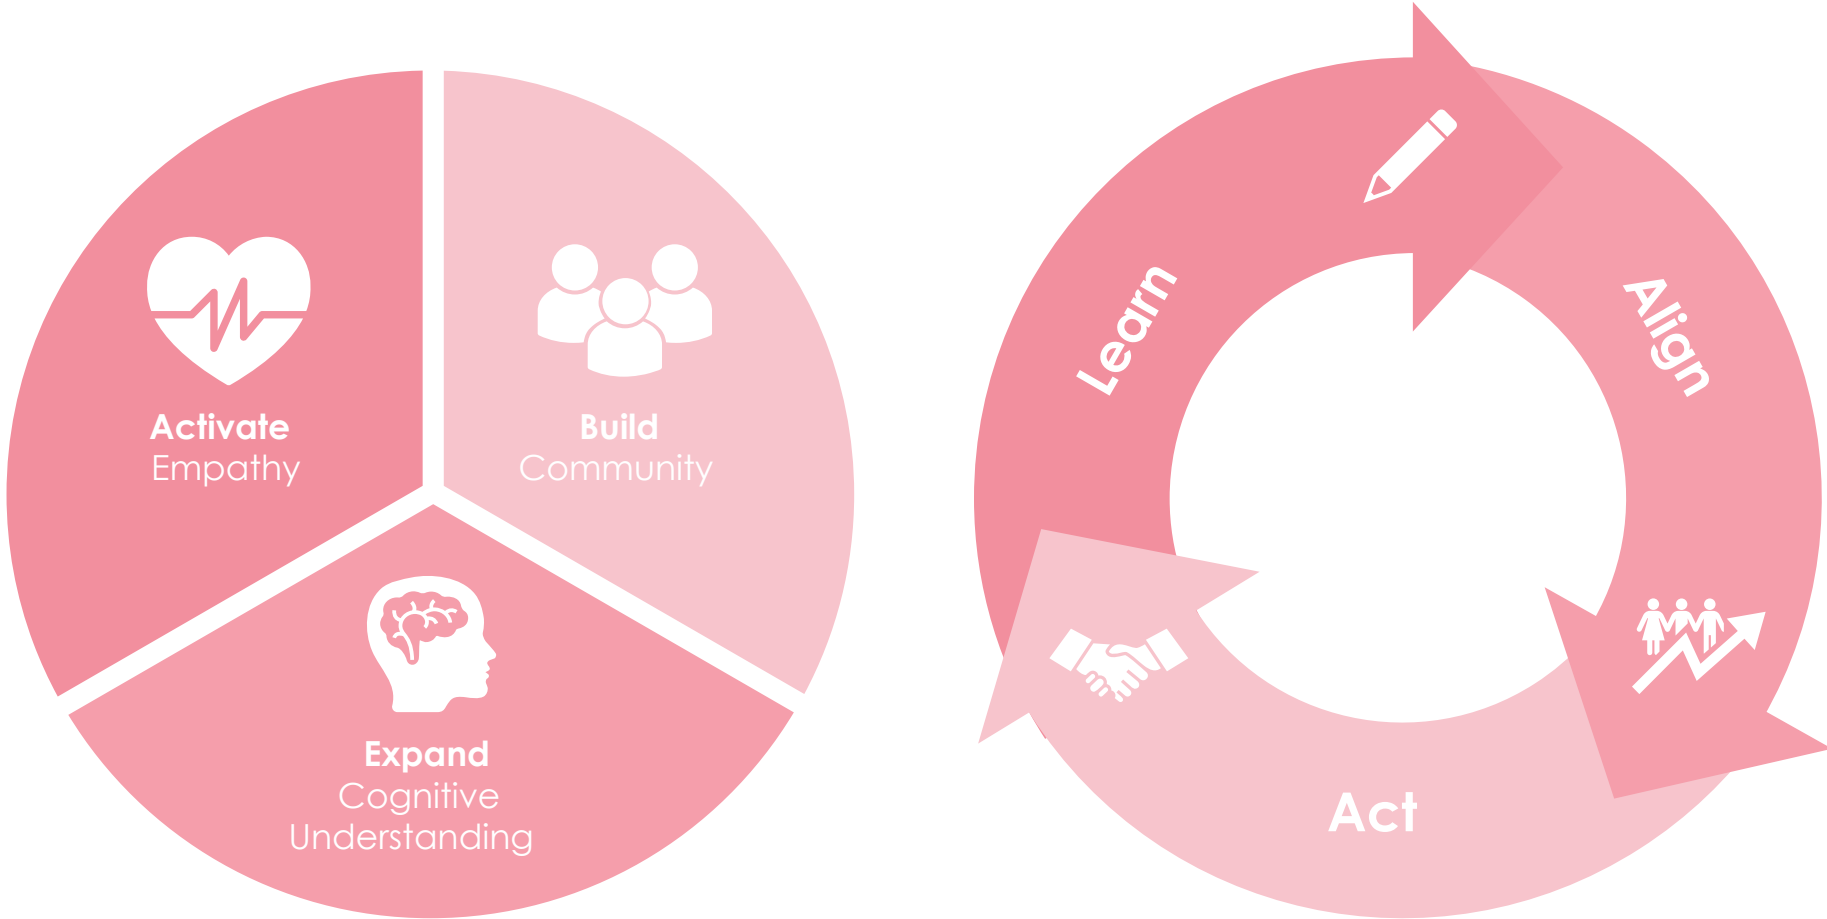 Activate
Empathy
Build
Community
Expand
Cognitive
Understanding
Learn
Align
Act